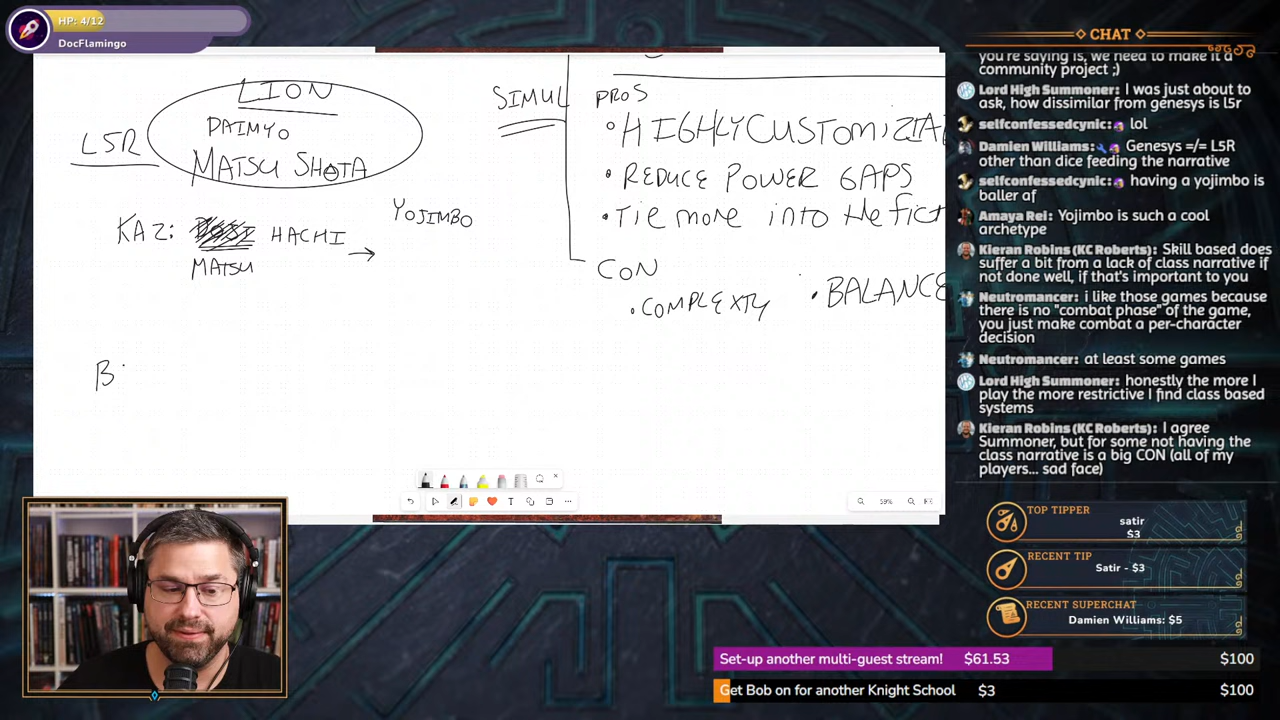 HP: 4/12
DocFlamingo
LION
DAIMYO
MATSU SHOTA
L5R
KAZ:
HACHI
MATSU
YOJIMBO
B
SIMUL
PROS
HIGHLY CUSTOMIZTA
REDUCE POWER GAPS
TIE MORE INTO the fict
CON
COMPLEXTY
BALANCE
59%
CHAT
you're saying is, we need to make it a
community project ;)
Lord High Summoner: I was just about to
ask, how dissimilar from genesys is l5r
selfconfessedcynic: lol
Damien Williams: Genesys =/= L5R
other than dice feeding the narrative
selfconfessedcynic: having a yojimbo is
baller af
Amaya Rei: Yojimbo is such a cool
archetype
Kieran Robins (KC Roberts): Skill based does
suffer a bit from a lack of class narrative if
not done well, if that's important to you
Neutromancer: i like those games because
there is no "combat phase" of the game,
you just make combat a per-character
decision
Neutromancer: at least some games
Lord High Summoner: honestly the more I
play the more restrictive I find class based
systems
Kieran Robins (KC Roberts): I agree
Summoner, but for some not having the
class narrative is a big CON (all of my
players... sad face)
TOP TIPPER
satir
$3
RECENT TIP
Satir - $3
RECENT SUPERCHAT
Damien Williams: $5
Set-up another multi-guest stream! $61.53 $100
Get Bob on for another Knight School $3 $100